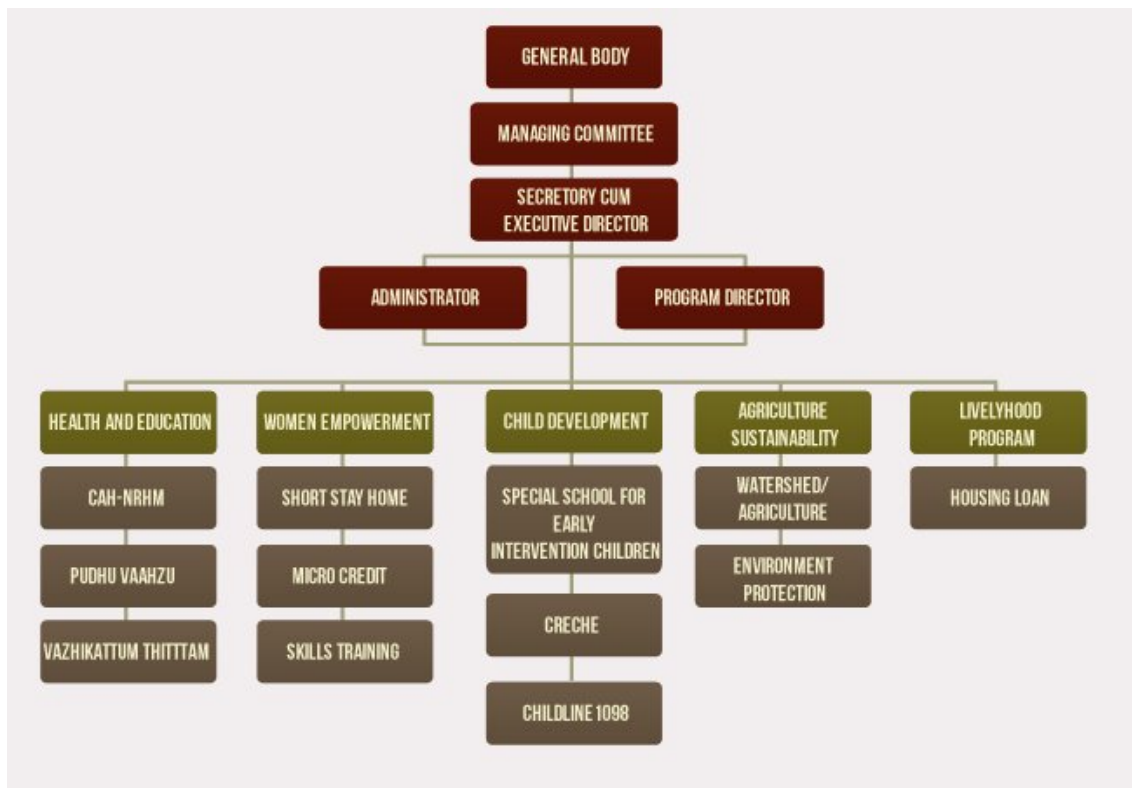 GENERAL BODY
MANAGING COMMITTEE
SECRETORY CUM
EXECUTIVE DIRECTOR
ADMINISTRATOR
PROGRAM DIRECTOR
HEALTH AND EDUCATION
WOMEN EMPOWERMENT
CHILD DEVELOPMENT
AGRICULTURE
SUSTAINABILITY
LIVELYHOOD
PROGRAM
CAH-NRHM
SHORT STAY HOME
SPECIAL SCHOOL FOR
EARLY
INTERVENTION CHILDREN
WATERSHED/
AGRICULTURE
HOUSING LOAN
PUDHU VAAHZU
MICRO CREDIT
CRECHE
ENVIRONMENT
PROTECTION
VAZHIKATTUM THITTTAM
SKILLS TRAINING
CHILDLINE 1098